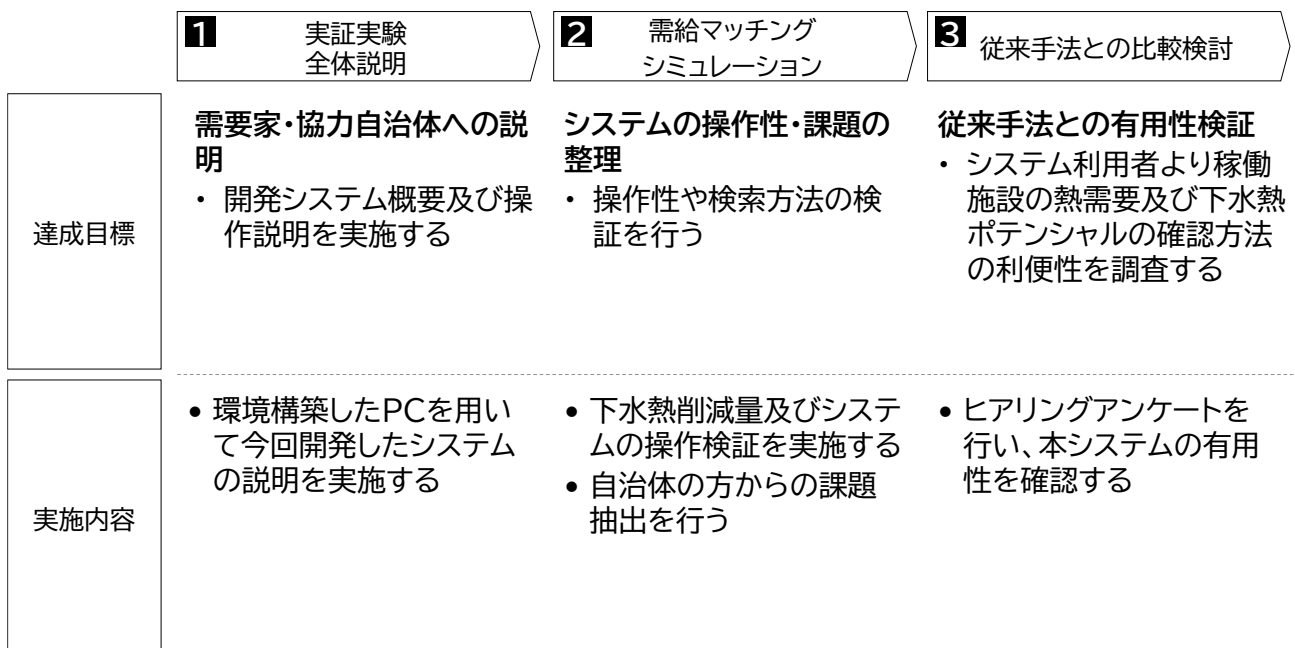 1
実証実験
全体説明
2
需給マッチング
シミュレーション
3
従来手法との比較検討
達成目標
需要家・協力自治体への説
明
・ 開発システム概要及び操
作説明を実施する
システムの操作性・課題の
整理
・ 操作性や検索方法の検
証を行う
従来手法との有用性検証
・ システム利用者より稼働
施設の熱需要及び下水熱
ポテンシャルの確認方法
の利便性を調査する
実施内容
• 環境構築したPCを用い
て今回開発したシステム
の説明を実施する
• 下水熱削減量及びシステ
ムの操作検証を実施する
• 自治体の方からの課題
抽出を行う
• ヒアリングアンケートを
行い、本システムの有用
性を確認する